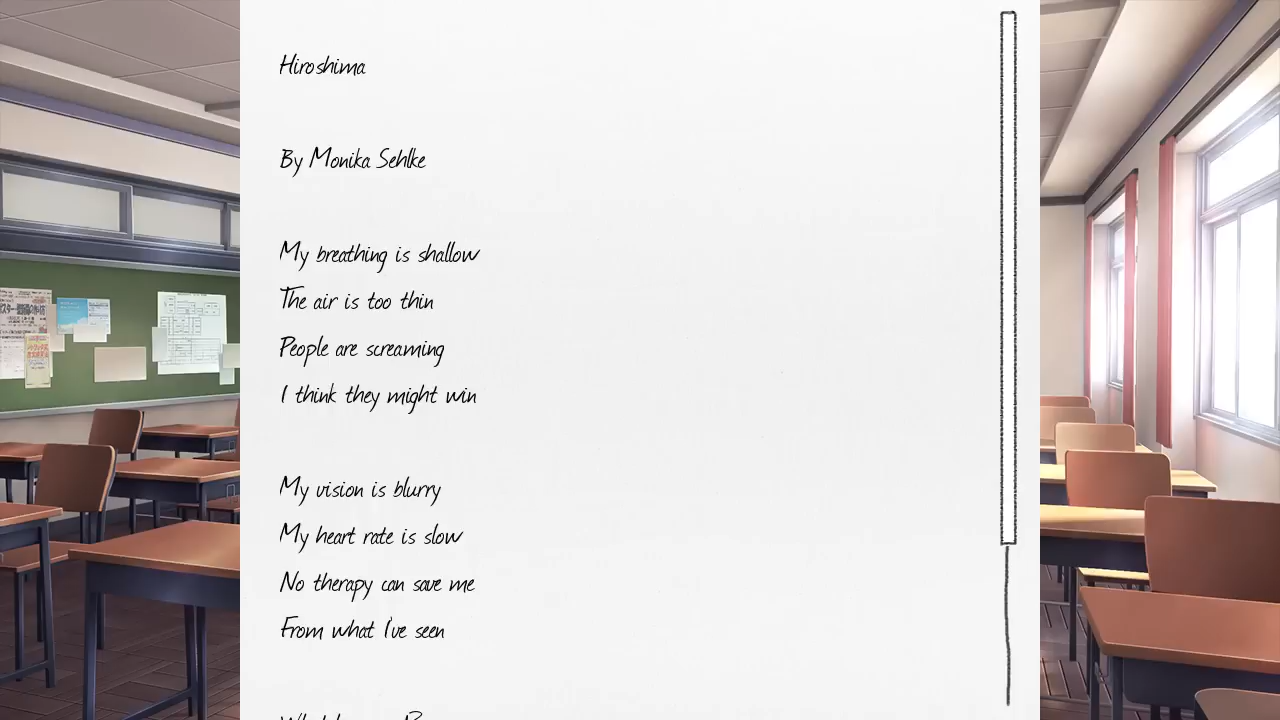 Hiroshima
By Monika Sehlke
My breathing is shallow
The air is too thin
People are screaming
I think they might win
My vision is blurry
My heart rate is slow
No therapy can save me
From what I've seen